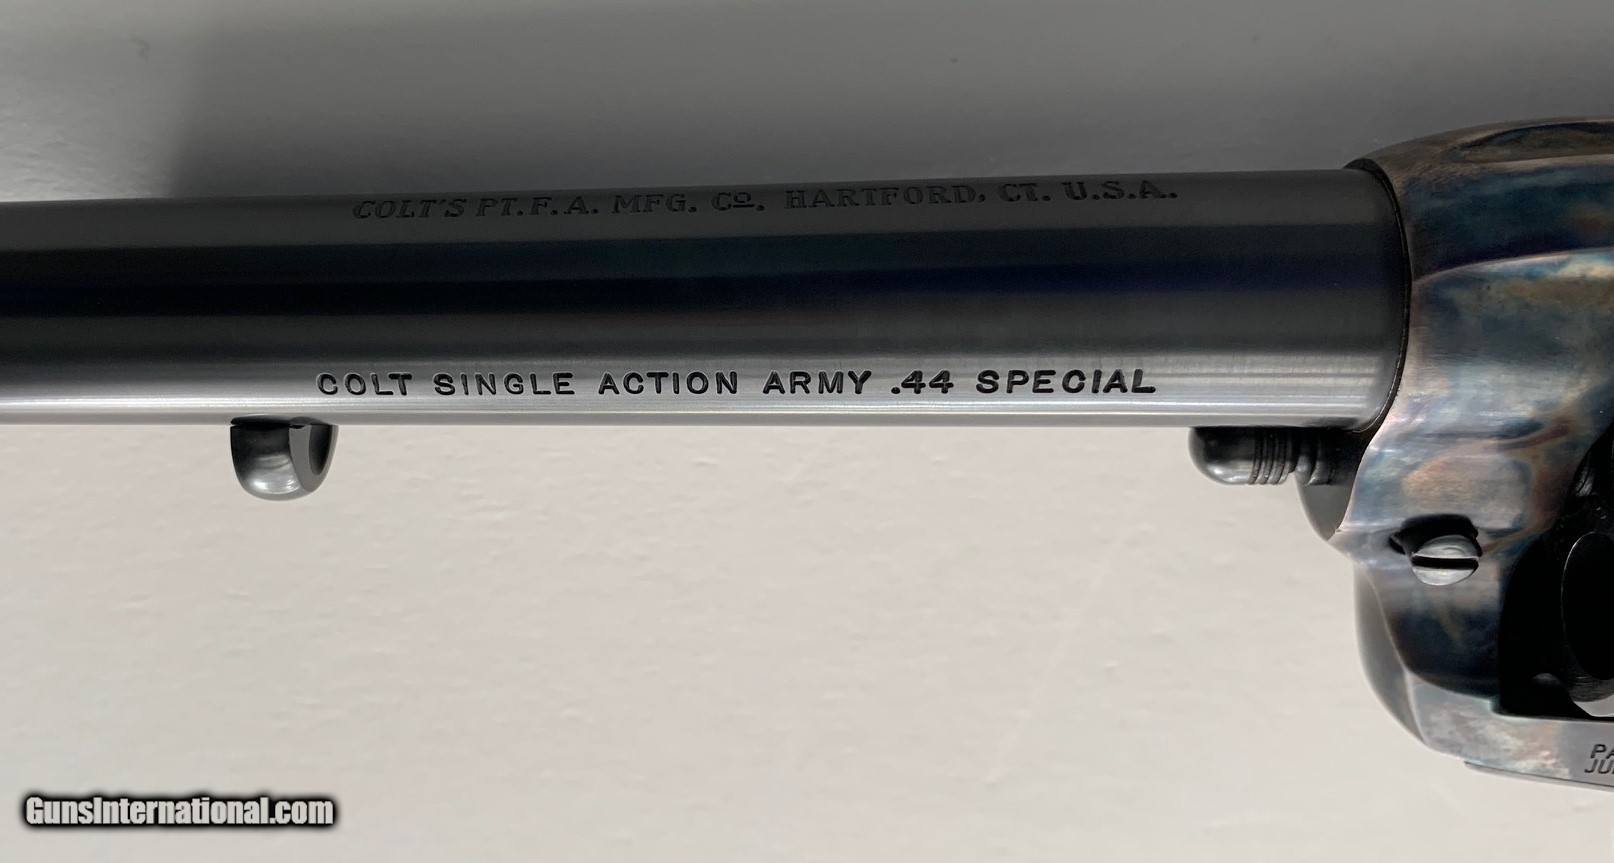 COLT'S PT. F. A. MFG. Cº. HARTFORD, CT. U.S.A.
COLT SINGLE ACTION ARMY .44 SPECIAL
GunsInternational.com